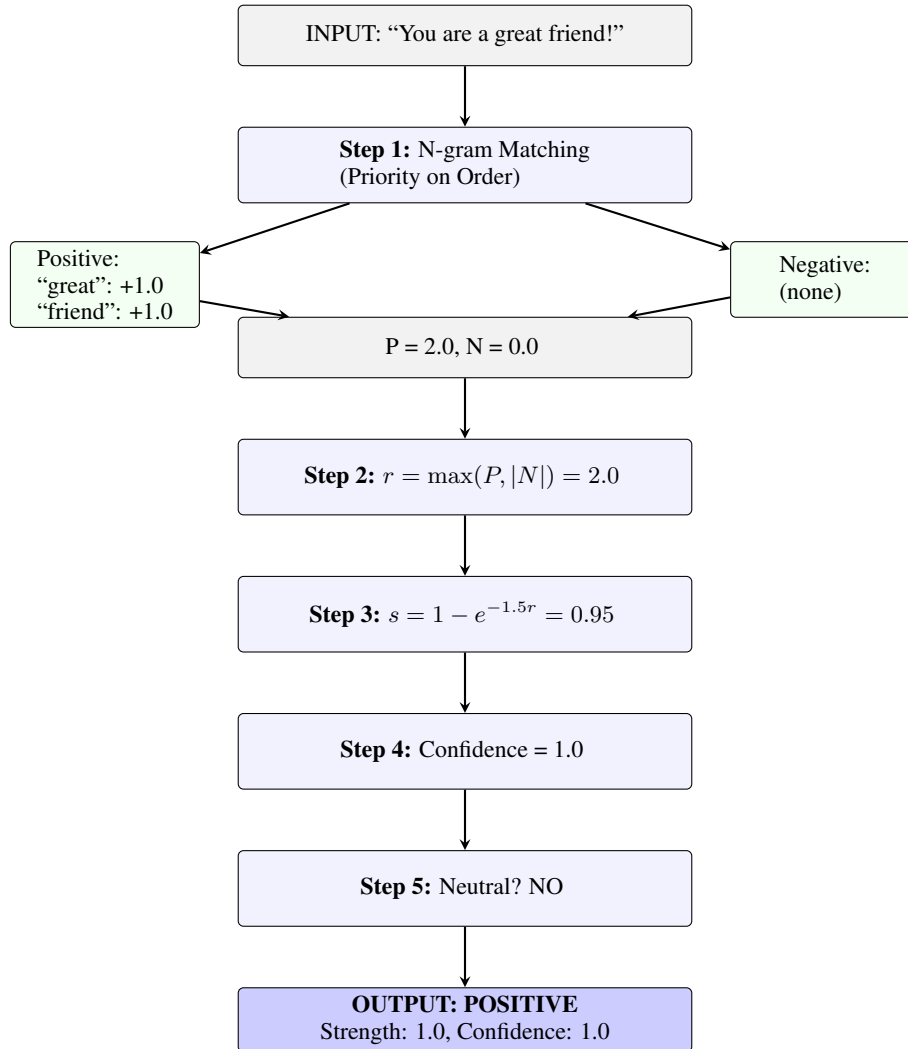 INPUT: “You are a great friend!”
Step 1: N-gram Matching
(Priority on Order)
Positive:
“great”: +1.0
“friend”: +1.0
Negative:
(none)
P = 2.0, N = 0.0
Step 2: r = max(P, |N|) = 2.0
Step 3: s = 1 − e^{−1.5r} = 0.95
Step 4: Confidence = 1.0
Step 5: Neutral? NO
OUTPUT: POSITIVE
Strength: 1.0, Confidence: 1.0